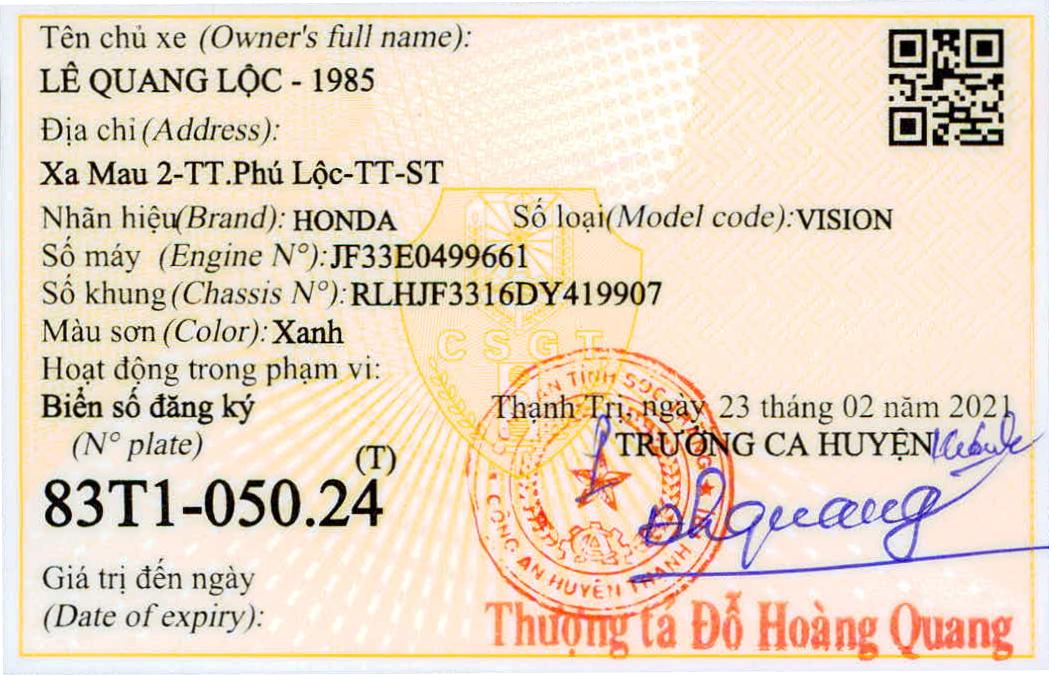 Tên chủ xe (Owner's full name):
LÊ QUANG LỘC - 1985
Địa chỉ (Address):
Xa Mau 2-TT.Phú Lộc-TT-ST
Nhãn hiệu(Brand): HONDA Số loại(Model code):VISION
Số máy (Engine N°):JF33E0499661
Số khung (Chassis N°):RLHJF3316DY419907
Màu sơn (Color): Xanh
CSGT
Hoạt động trong phạm vi:
Biển số đăng ký
Thạnh Trị, ngày 23 tháng 02 năm 2021
(N° plate)
TRƯỞNG CA HUYỆN
(T)
83T1-050.24
CÔNG AN HUYỆN THẠNH
Giá trị đến ngày
(Date of expiry):
Thượng tá Đỗ Hoàng Quang